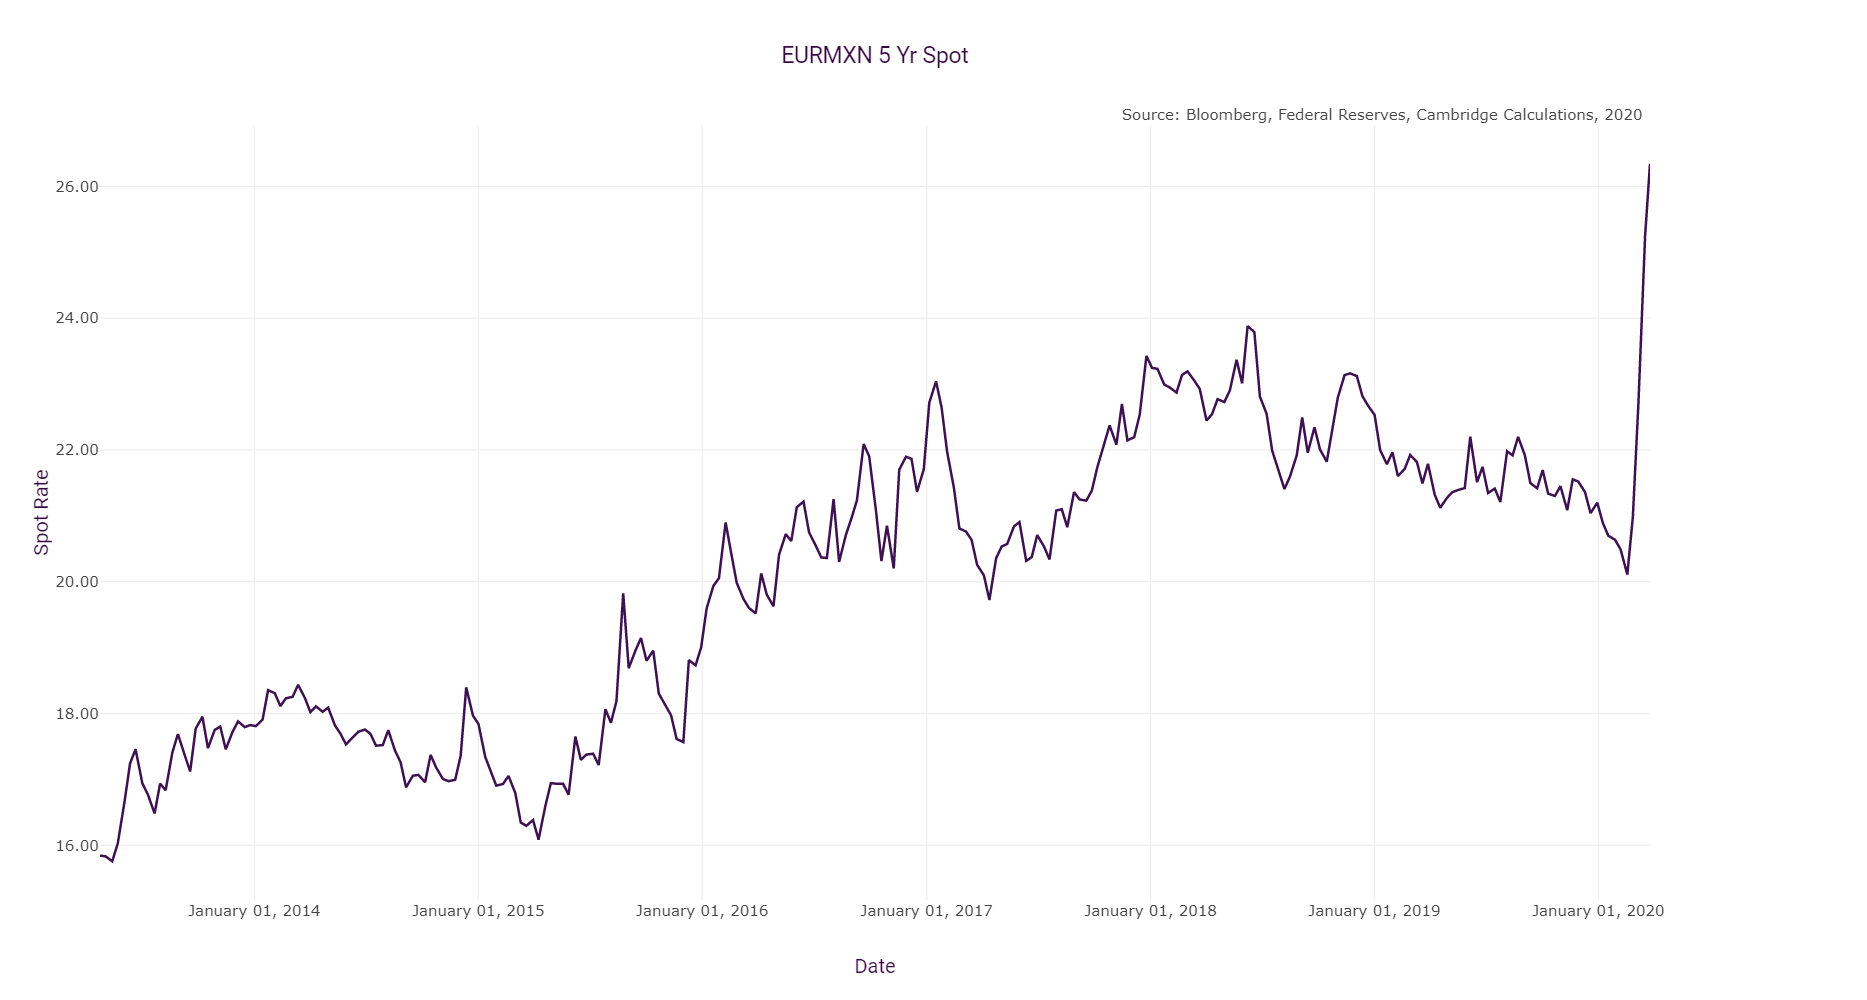 EURMXN 5 Yr Spot
Source: Bloomberg, Federal Reserves, Cambridge Calculations, 2020
26.00
24.00
22.00
20.00
18.00
16.00
Spot Rate
January 01, 2014
January 01, 2015
January 01, 2016
January 01, 2017
January 01, 2018
January 01, 2019
January 01, 2020
Date